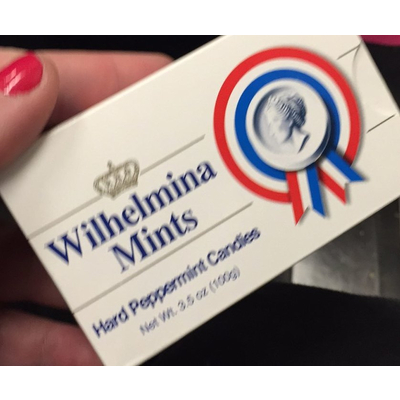 Wilhelmina
Mints
Hard Peppermint Candies
Net Wt. 3.5 oz (100g)